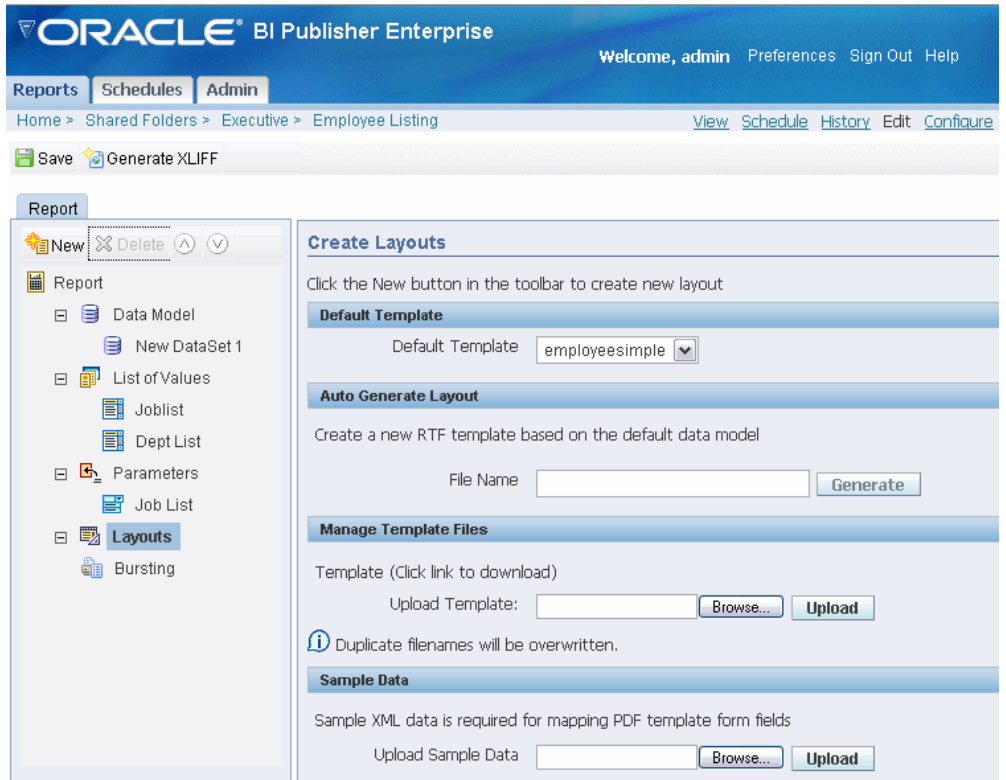 ORACLE® BI Publisher Enterprise
Welcome, admin Preferences Sign Out Help
Reports Schedules Admin
Home > Shared Folders > Executive > Employee Listing View Schedule History Edit Configure
Save Generate XLIFF
Report
New Delete
Report
Data Model
New DataSet 1
List of Values
Joblist
Dept List
Parameters
Job List
Layouts
Bursting
Create Layouts
Click the New button in the toolbar to create new layout
Default Template
Default Template employeesimple
Auto Generate Layout
Create a new RTF template based on the default data model
File Name Generate
Manage Template Files
Template (Click link to download)
Upload Template: Browse... Upload
Duplicate filenames will be overwritten.
Sample Data
Sample XML data is required for mapping PDF template form fields
Upload Sample Data Browse... Upload